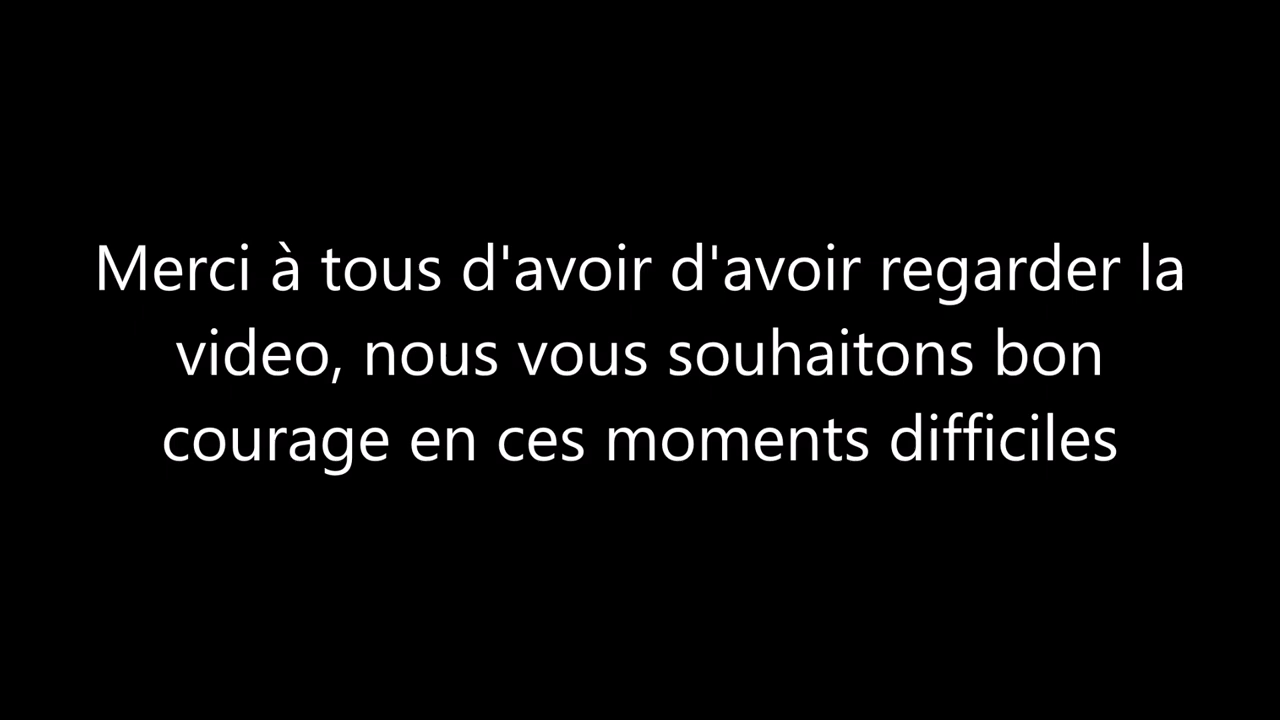 Merci à tous d'avoir d'avoir regarder la
video, nous vous souhaitons bon
courage en ces moments difficiles